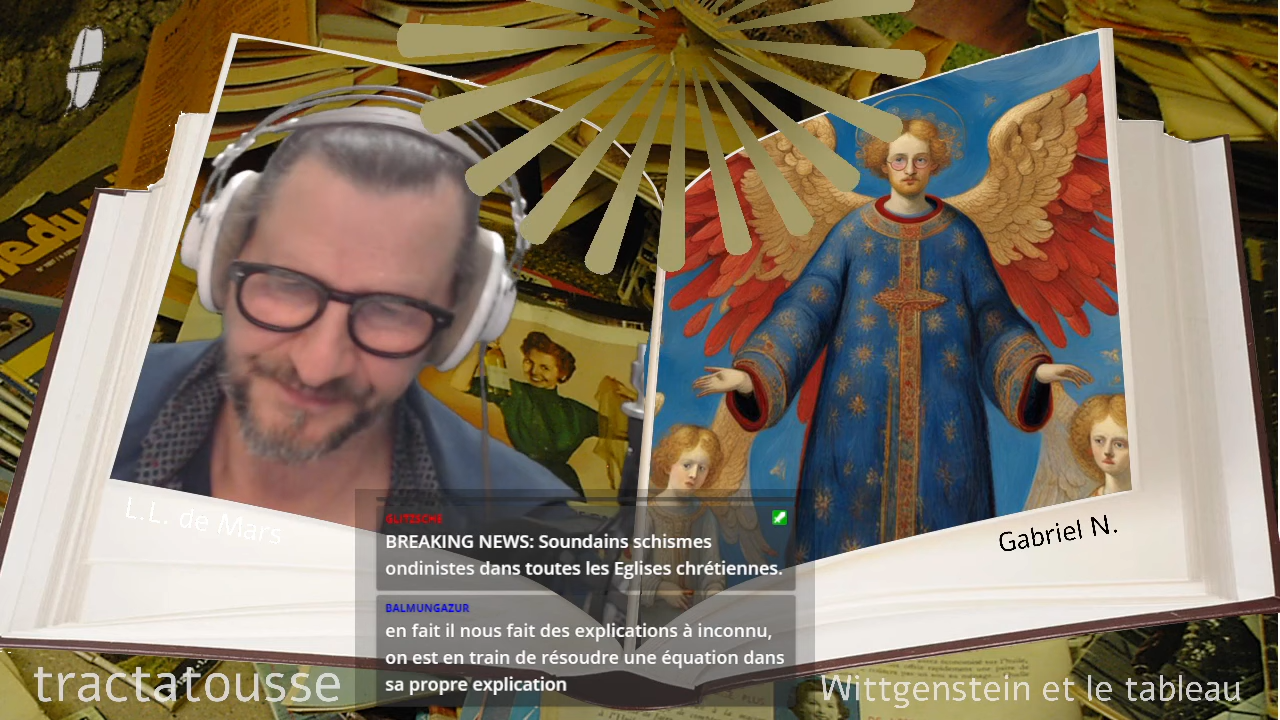 L.L. de Mars
Gabriel N.
GLITZSCHE
BREAKING NEWS: Soundains schismes
ondinistes dans toutes les Eglises chrétiennes.
BALMUNGAZUR
en fait il nous fait des explications à inconnu,
on est en train de résoudre une équation dans
sa propre explication
tractatousse
Wittgenstein et le tableau